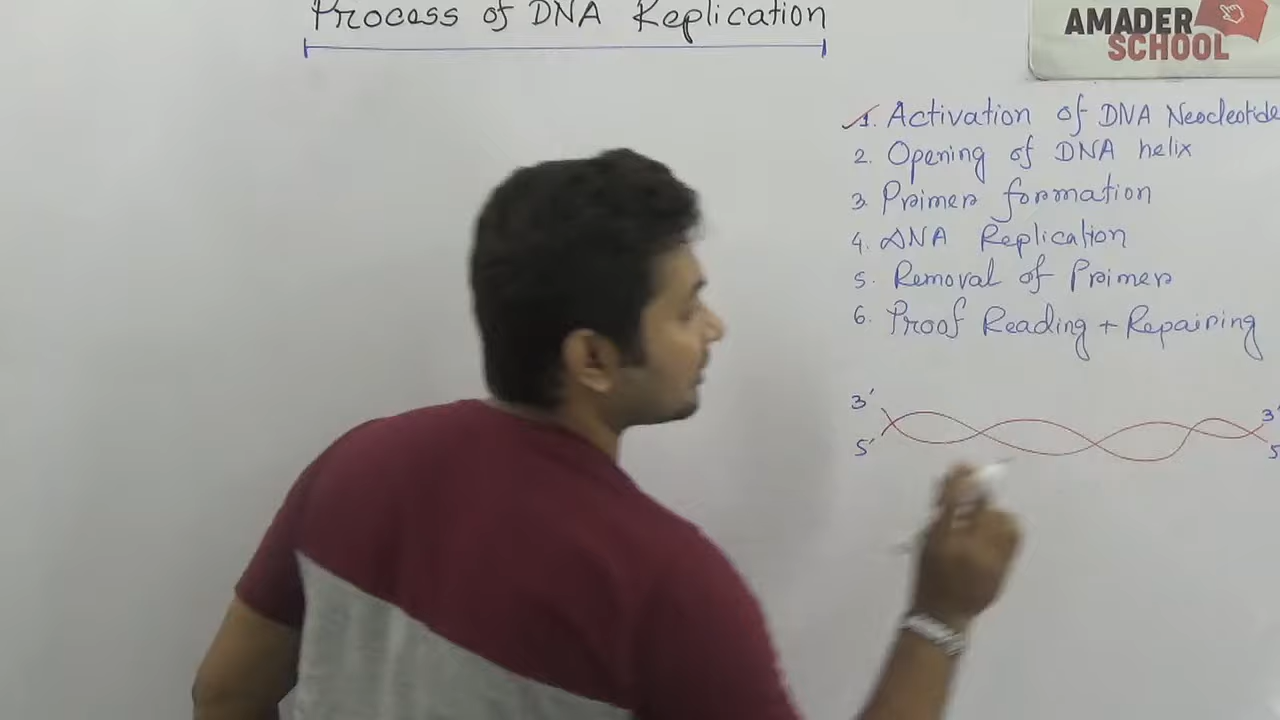 Process of DNA Replication
AMADER
SCHOOL
1. Activation of DNA Neocleotide
2. Opening of DNA helix
3. Primer formation
4. DNA Replication
5. Removal of Primer
6. Proof Reading + Repairing
3' 3'
5' 5